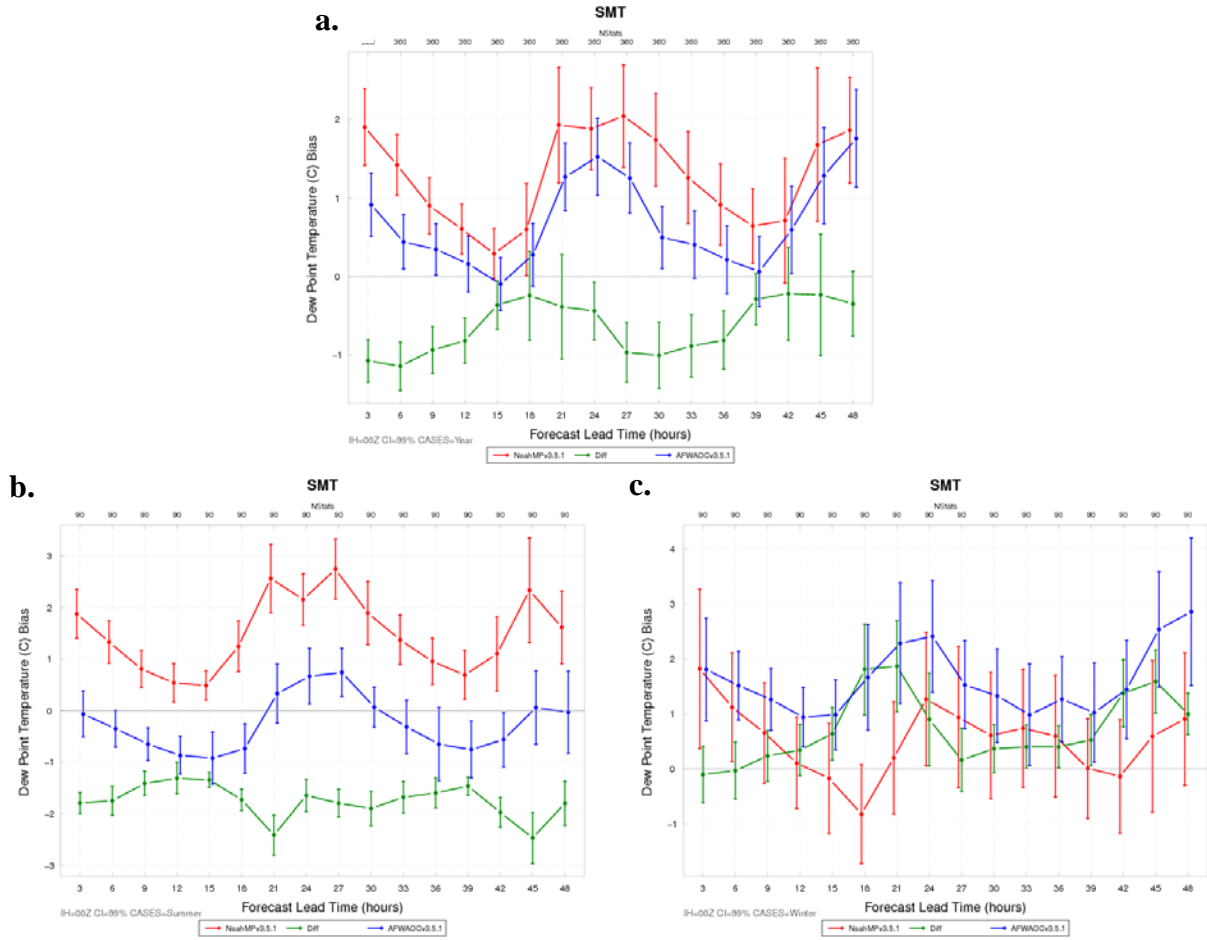 a.
SMT
NStats
360 360 360 360 360 360 360 360 360 360 360 360 360 360 360
Dew Point Temperature (C) Bias
2
1
0
−1
3 6 9 12 15 18 21 24 27 30 33 36 39 42 45 48
Forecast Lead Time (hours)
IH=00Z CI=99% CASES=Year
NoahMPv3.5.1 Diff AFWAOCv3.5.1
b.
SMT
NStats
90 90 90 90 90 90 90 90 90 90 90 90 90 90 90 90
Dew Point Temperature (C) Bias
3
2
1
0
−1
−2
−3
3 6 9 12 15 18 21 24 27 30 33 36 39 42 45 48
Forecast Lead Time (hours)
IH=00Z CI=99% CASES=Summer
NoahMPv3.5.1 Diff AFWAOCv3.5.1
c.
SMT
NStats
90 90 90 90 90 90 90 90 90 90 90 90 90 90 90 90
Dew Point Temperature (C) Bias
4
3
2
1
0
−1
3 6 9 12 15 18 21 24 27 30 33 36 39 42 45 48
Forecast Lead Time (hours)
IH=00Z CI=99% CASES=Winter
NoahMPv3.5.1 Diff AFWAOCv3.5.1